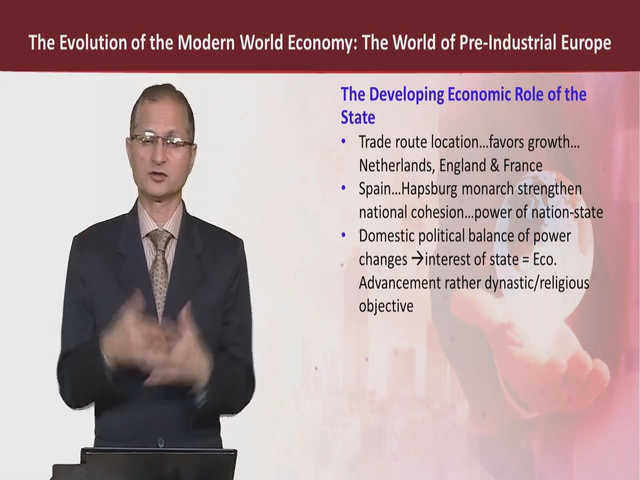 The Evolution of the Modern World Economy: The World of Pre-Industrial Europe
The Developing Economic Role of the
State
• Trade route location...favors growth...
Netherlands, England & France
• Spain...Hapsburg monarch strengthen
national cohesion...power of nation-state
• Domestic political balance of power
changes →interest of state = Eco.
Advancement rather dynastic/religious
objective